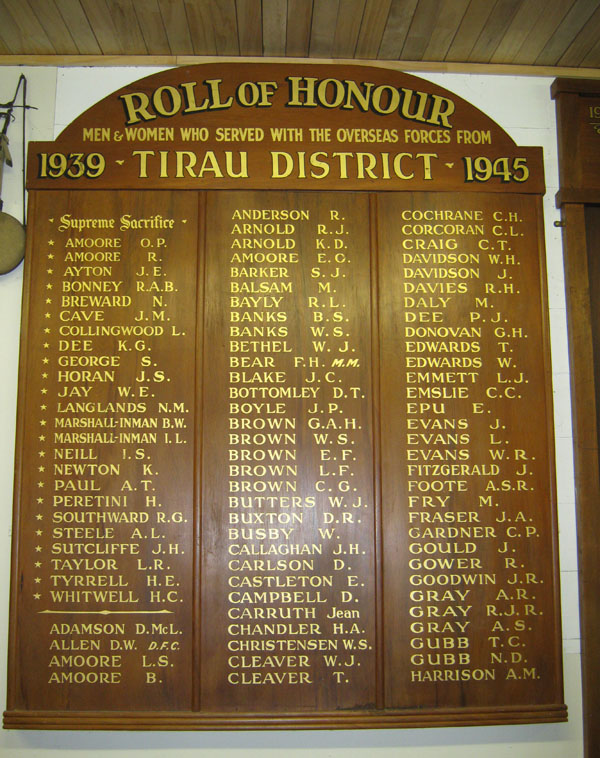 ROLL OF HONOUR
MEN & WOMEN WHO SERVED WITH THE OVERSEAS FORCES FROM
1939 - TIRAU DISTRICT - 1945
Supreme Sacrifice
* AMOORE O.P.
* AMOORE R.
* AYTON J.E.
* BONNEY R.A.B.
* BREWARD N.
* CAVE J.M.
* COLLINGWOOD L.
* DEE K.G.
* GEORGE S.
* HORAN J.S.
* JAY W.E.
* LANGLANDS N.M.
* MARSHALL-INMAN B.W.
* MARSHALL-INMAN I.L.
* NEILL I.S.
* NEWTON K.
* PAUL A.T.
* PERETINI H.
* SOUTHWARD R.G.
* STEELE A.L.
* SUTCLIFFE J.H.
* TAYLOR L.R.
* TYRRELL H.E.
* WHITWELL H.C.
ADAMSON D.McL.
ALLEN D.W. D.F.C.
AMOORE L.S.
AMOORE B.
ANDERSON R.
ARNOLD R.J.
ARNOLD K.D.
AMOORE E.G.
BARKER S.J.
BALSAM M.
BAYLY R.L.
BANKS B.S.
BANKS W.S.
BETHEL W.J.
BEAR F.H. M.M.
BLAKE J.C.
BOTTOMLEY D.T.
BOYLE J.P.
BROWN G.A.H.
BROWN W.S.
BROWN E.F.
BROWN L.F.
BROWN C.G.
BUTTERS W.J.
BUXTON D.R.
BUSBY W.
CALLAGHAN J.H.
CARLSON D.
CASTLETON E.
CAMPBELL D.
CARRUTH Jean
CHANDLER H.A.
CHRISTENSEN W.S.
CLEAVER W.J.
CLEAVER T.
COCHRANE C.H.
CORCORAN C.L.
CRAIG C.T.
DAVIDSON W.H.
DAVIDSON J.
DAVIES R.H.
DALY M.
DEE P.J.
DONOVAN G.H.
EDWARDS T.
EDWARDS W.
EMMETT L.J.
EMSLIE C.C.
EPU E.
EVANS J.
EVANS L.
EVANS W.R.
FITZGERALD J.
FOOTE A.S.R.
FRY M.
FRASER J.A.
GARDNER C.P.
GOULD J.
GOWER R.
GOODWIN J.R.
GRAY A.R.
GRAY R.J.R.
GRAY A.S.
GUBB T.C.
GUBB N.D.
HARRISON A.M.